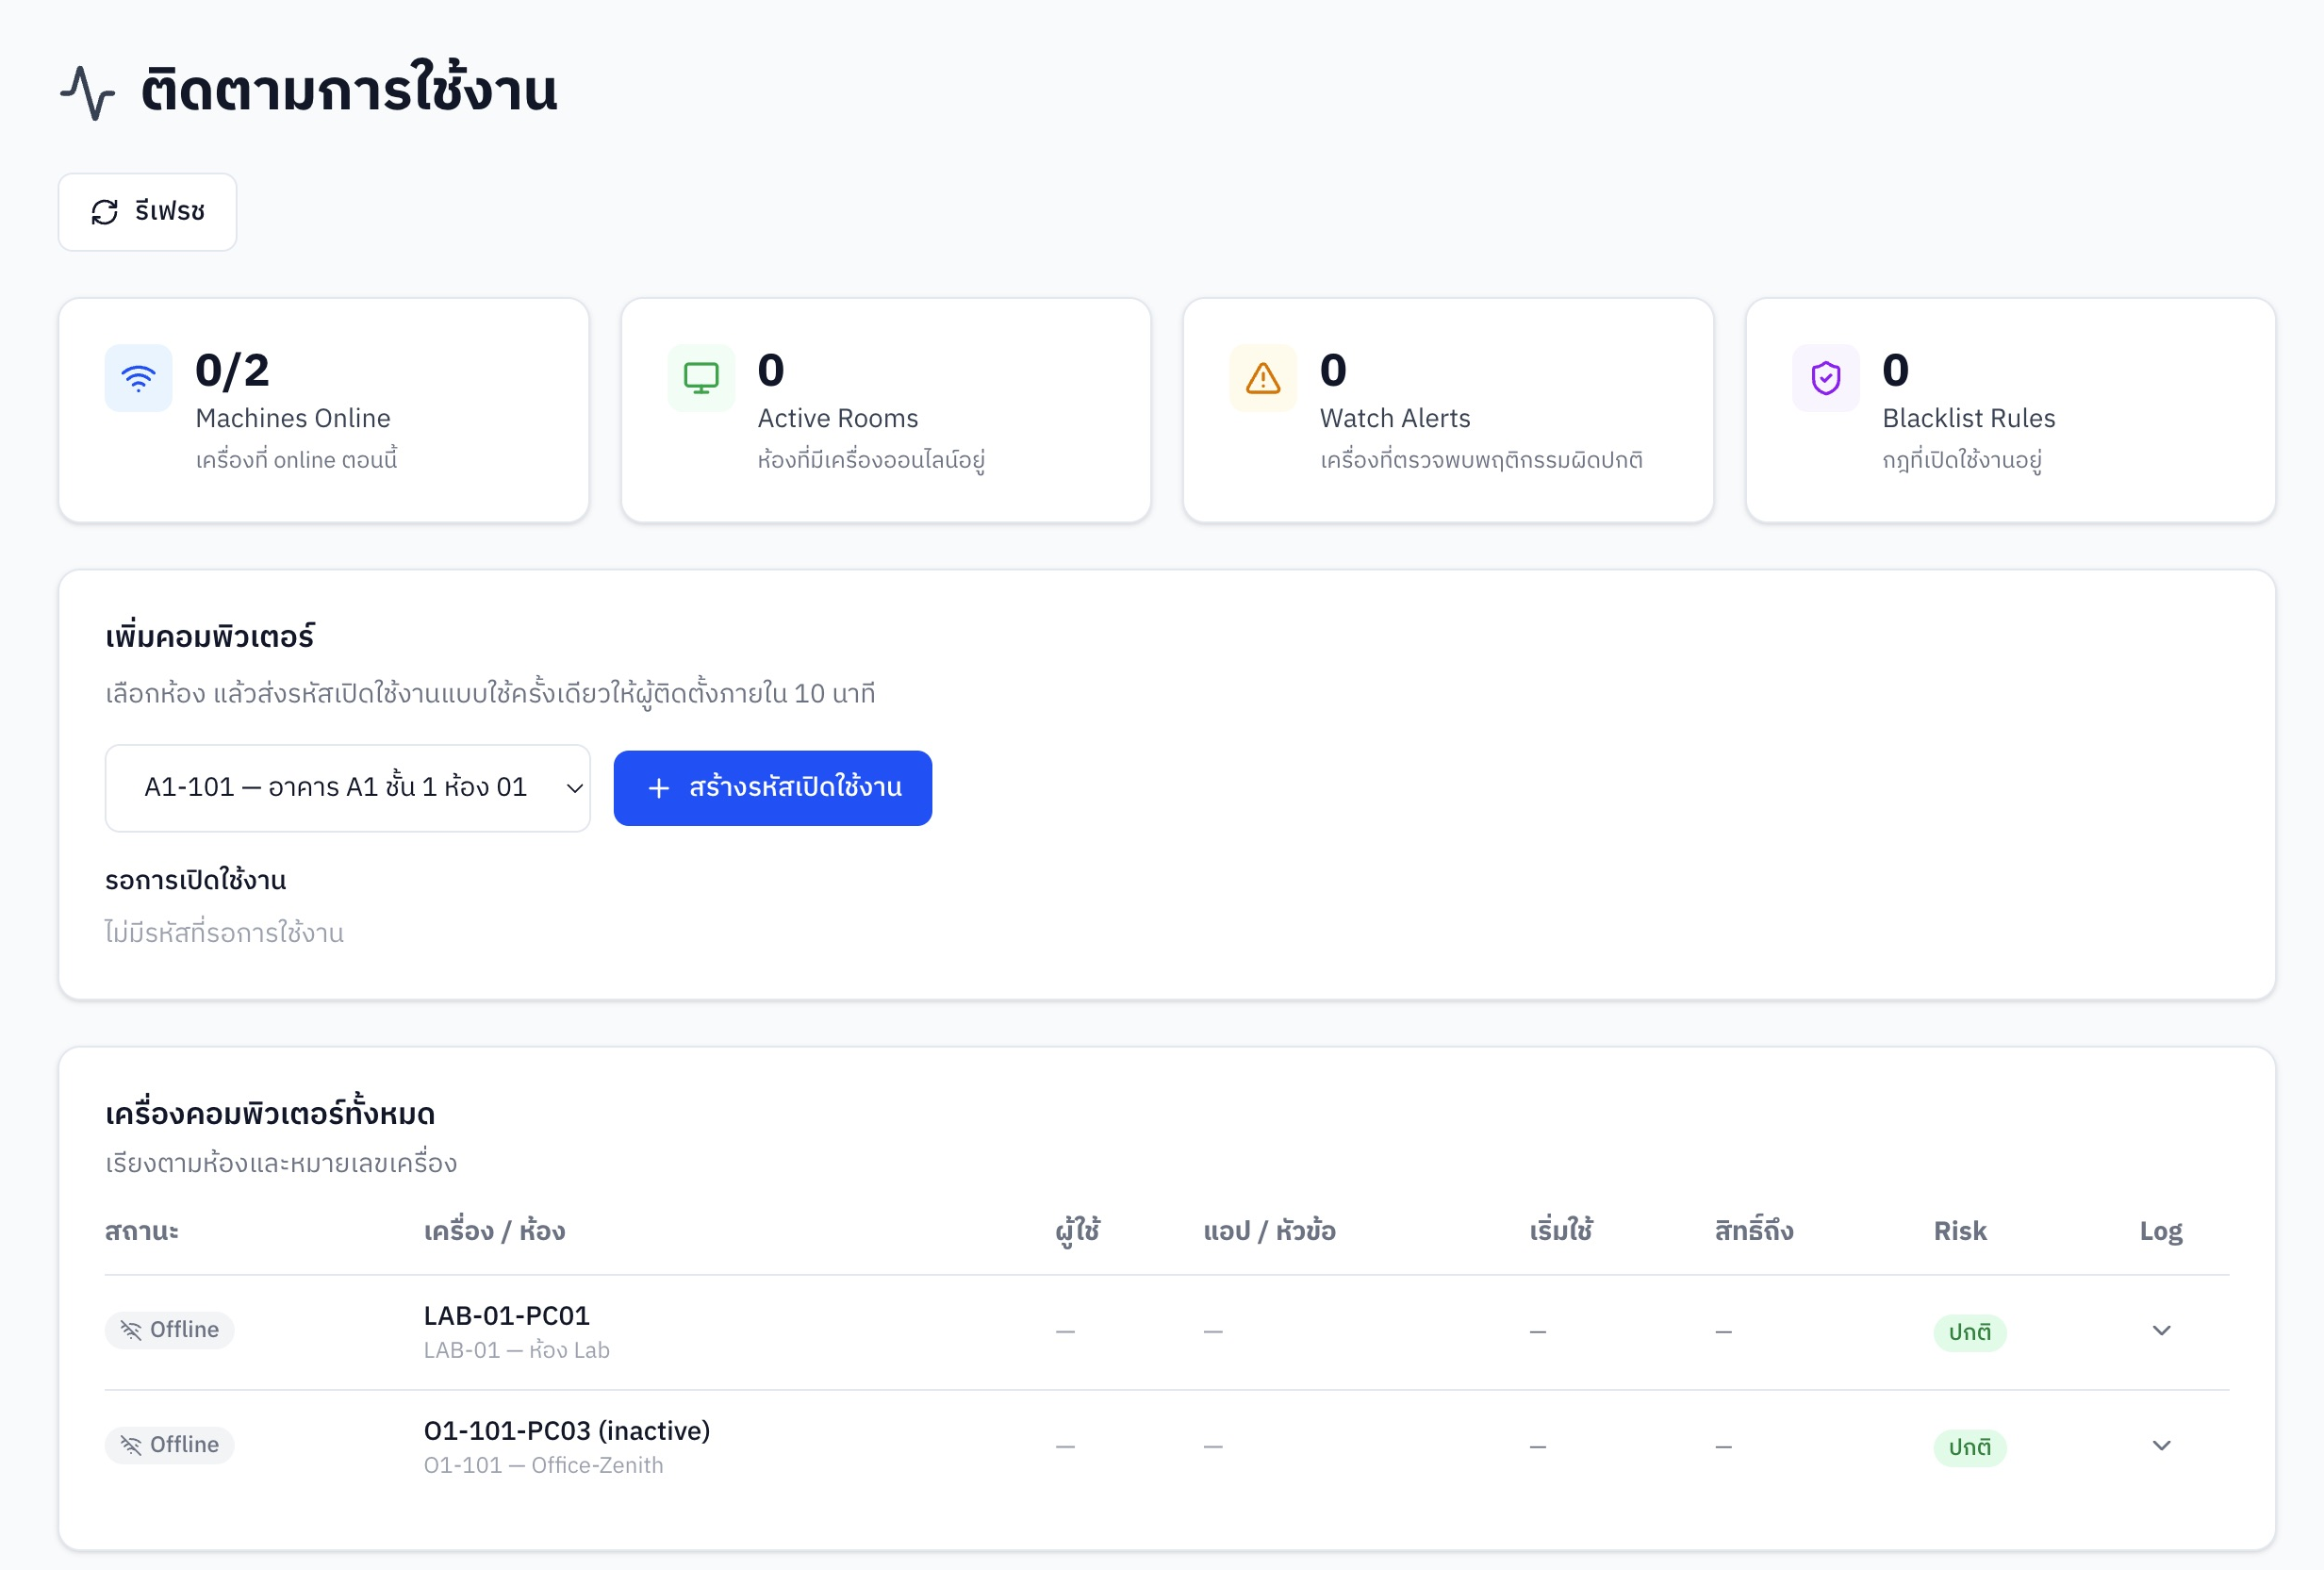 ติดตามการใช้งาน
รีเฟรช
0/2
Machines Online
เครื่องที่ online ตอนนี้
0
Active Rooms
ห้องที่มีเครื่องออนไลน์อยู่
0
Watch Alerts
เครื่องที่ตรวจพบพฤติกรรมผิดปกติ
0
Blacklist Rules
กฎที่เปิดใช้งานอยู่
เพิ่มคอมพิวเตอร์
เลือกห้อง แล้วส่งรหัสเปิดใช้งานแบบใช้ครั้งเดียวให้ผู้ติดตั้งภายใน 10 นาที
A1-101 — อาคาร A1 ชั้น 1 ห้อง 01
สร้างรหัสเปิดใช้งาน
รอการเปิดใช้งาน
ไม่มีรหัสที่รอการใช้งาน
เครื่องคอมพิวเตอร์ทั้งหมด
เรียงตามห้องและหมายเลขเครื่อง
สถานะ เครื่อง / ห้อง ผู้ใช้ แอป / หัวข้อ เริ่มใช้ สิทธิ์ถึง Risk Log
Offline LAB-01-PC01 — — — — ปกติ
LAB-01 — ห้อง Lab
Offline O1-101-PC03 (inactive) — — — — ปกติ
O1-101 — Office-Zenith